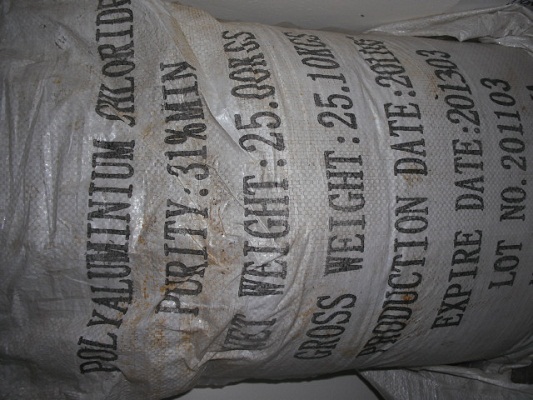 POLYALUMINIUM CHLORIDE
PURITY:31%MIN
NET WEIGHT:25.00KGS
GROSS WEIGHT:25.10KGS
PRODUCTION DATE:
EXPIRE DATE:201303
LOT NO.201103